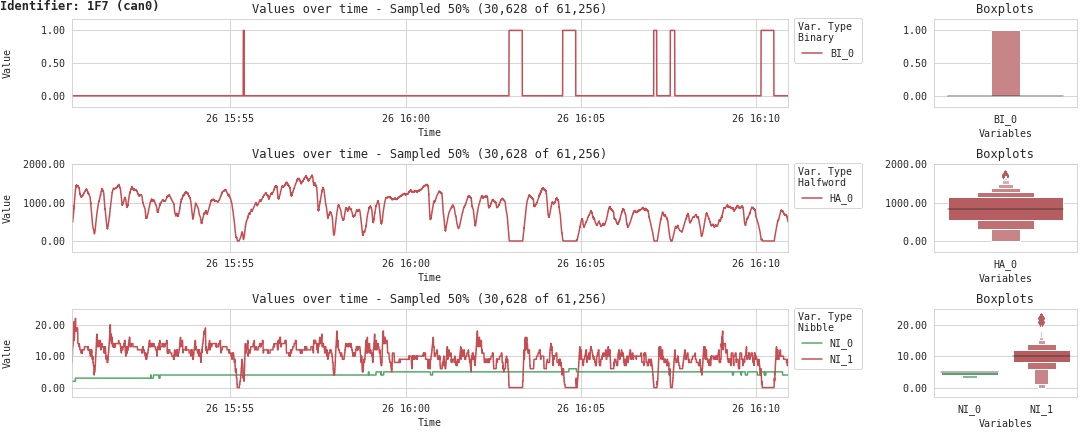 Identifier: 1F7 (can0)
Values over time - Sampled 50% (30,628 of 61,256)
Boxplots
Value
1.00
0.50
0.00
26 15:55
26 16:00
26 16:05
26 16:10
Time
Var. Type
Binary
BI_0
1.00
0.50
0.00
BI_0
Variables
Values over time - Sampled 50% (30,628 of 61,256)
Boxplots
Value
2000.00
1000.00
0.00
26 15:55
26 16:00
26 16:05
26 16:10
Time
Var. Type
Halfword
HA_0
2000.00
1000.00
0.00
HA_0
Variables
Values over time - Sampled 50% (30,628 of 61,256)
Boxplots
Value
20.00
10.00
0.00
26 15:55
26 16:00
26 16:05
26 16:10
Time
Var. Type
Nibble
NI_0
NI_1
20.00
10.00
0.00
NI_0
NI_1
Variables